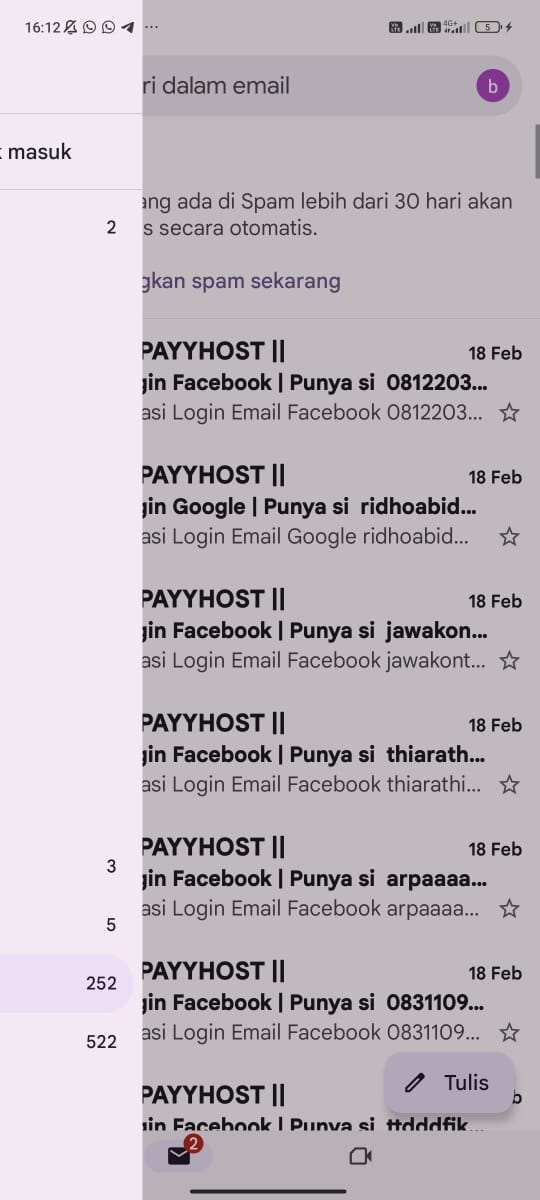 16:12
4G+
5
ri dalam email
b
masuk
ang ada di Spam lebih dari 30 hari akan
2
s secara otomatis.
gkan spam sekarang
PAYYHOST ||
18 Feb
gin Facebook | Punya si 0812203...
asi Login Email Facebook 0812203...
PAYYHOST ||
18 Feb
gin Google | Punya si ridhoabid...
asi Login Email Google ridhoabid...
PAYYHOST ||
18 Feb
gin Facebook | Punya si jawakon...
asi Login Email Facebook jawakont...
PAYYHOST ||
18 Feb
gin Facebook | Punya si thiarath...
asi Login Email Facebook thiarathi...
PAYYHOST ||
18 Feb
3
gin Facebook | Punya si arpaaaa...
asi Login Email Facebook arpaaaa...
5
PAYYHOST ||
18 Feb
252
gin Facebook | Punya si 0831109...
asi Login Email Facebook 0831109...
522
Tulis
PAYYHOST ||
b
gin Facebook | Punya si ttdddfik...
2